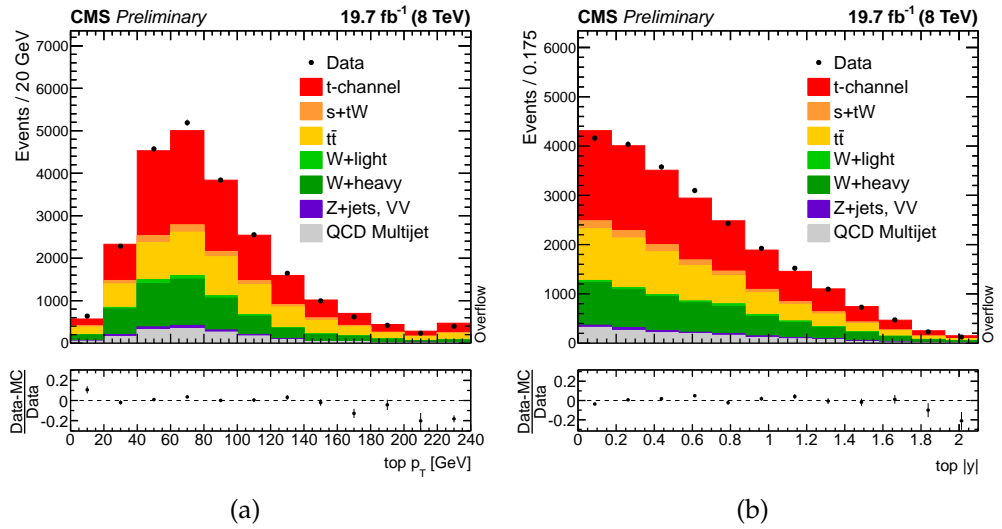 CMS Preliminary 19.7 fb⁻¹ (8 TeV)
Events / 20 GeV
7000
6000
5000
4000
3000
2000
1000
0
Data
t-channel
s+tW
tt̄
W+light
W+heavy
Z+jets, VV
QCD Multijet
Overflow
Data-MC
Data
0.2
0
-0.2
0 20 40 60 80 100 120 140 160 180 200 220 240
top p_T [GeV]
(a)
CMS Preliminary 19.7 fb⁻¹ (8 TeV)
Events / 0.175
6000
5000
4000
3000
2000
1000
0
Data
t-channel
s+tW
tt̄
W+light
W+heavy
Z+jets, VV
QCD Multijet
Overflow
Data-MC
Data
0.2
0
-0.2
0 0.2 0.4 0.6 0.8 1 1.2 1.4 1.6 1.8 2
top |y|
(b)